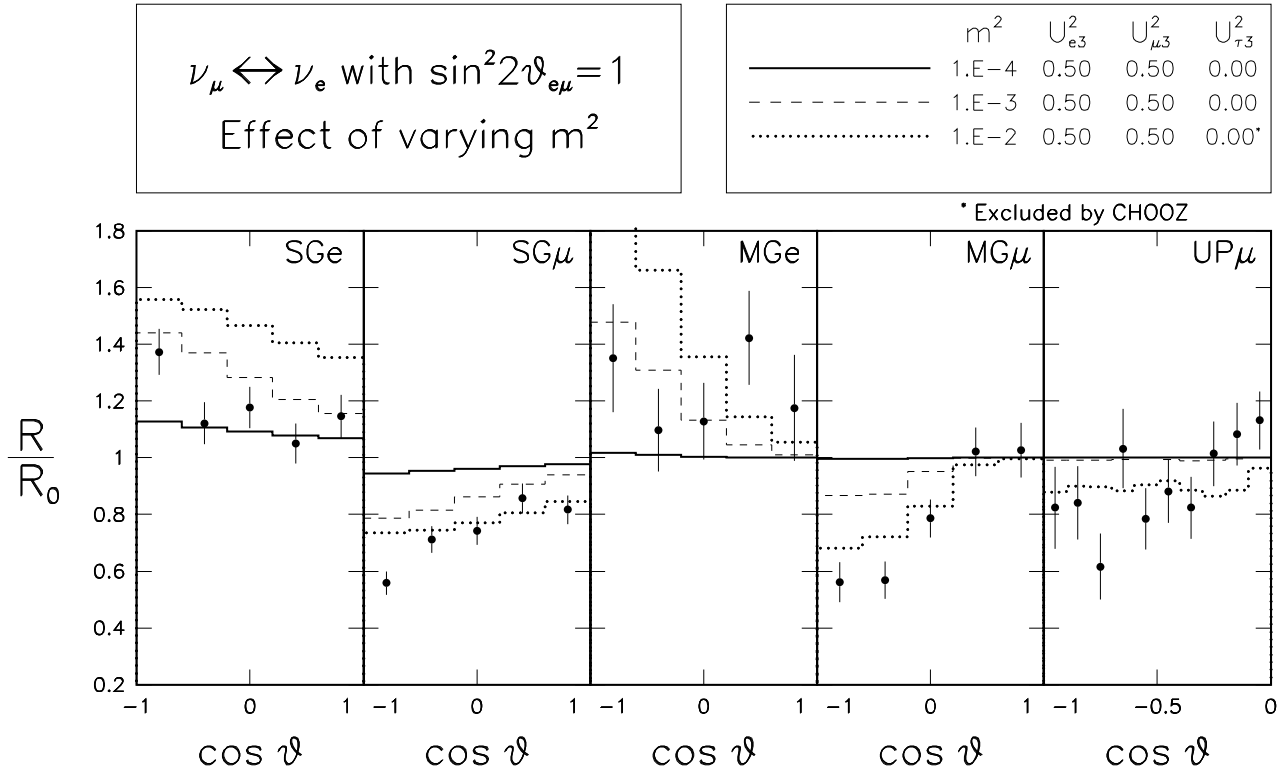 ν_μ ↔ ν_e with sin²2ϑ_eμ=1
Effect of varying m²
m² U²_e3 U²_μ3 U²_τ3
1.E−4 0.50 0.50 0.00
1.E−3 0.50 0.50 0.00
1.E−2 0.50 0.50 0.00*
* Excluded by CHOOZ
SGe SGμ MGe MGμ UPμ
1.8
1.6
1.4
1.2
1
0.8
0.6
0.4
0.2
R
R₀
−1 0 1 −1 0 1 −1 0 1 −1 0 1 −1 −0.5 0
cos ϑ cos ϑ cos ϑ cos ϑ cos ϑ